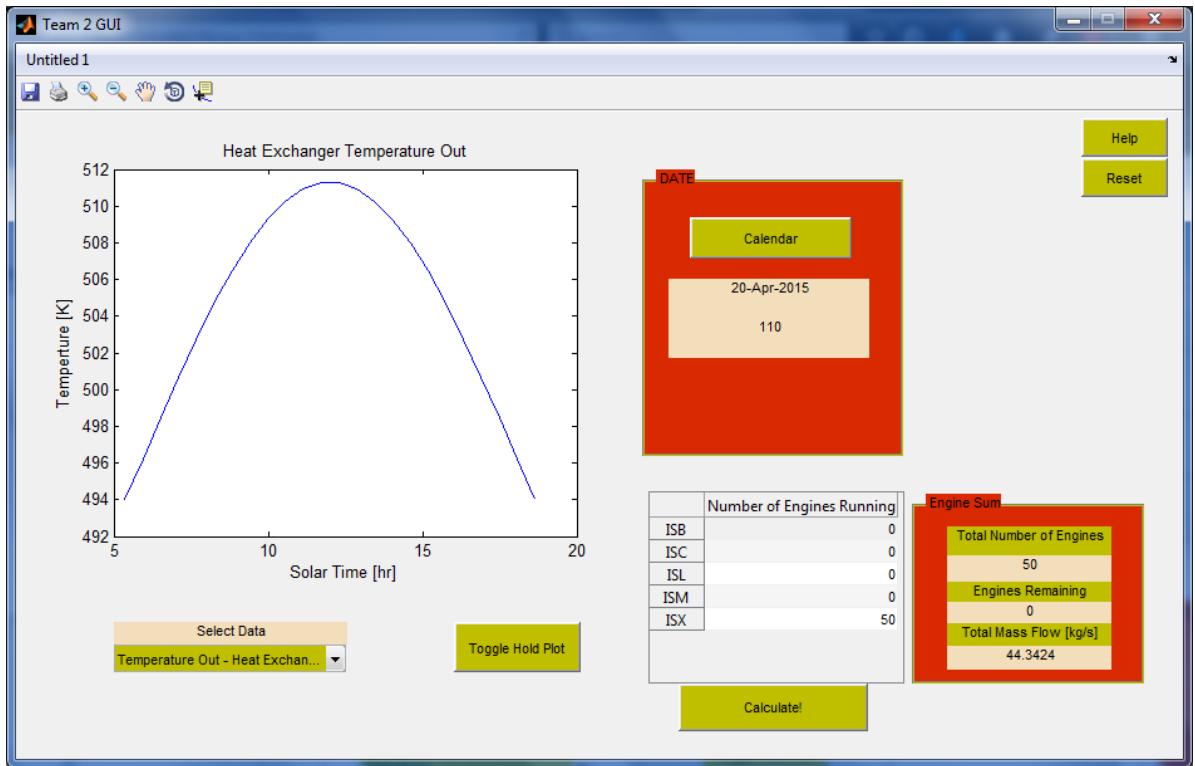 Team 2 GUI
Untitled 1
Help
Reset
Heat Exchanger Temperature Out
512
510
508
506
504
502
500
498
496
494
492
Temperture [K]
5
10
15
20
Solar Time [hr]
DATE
Calendar
20-Apr-2015
110
Number of Engines Running
ISB 0
ISC 0
ISL 0
ISM 0
ISX 50
Engine Sum
Total Number of Engines
50
Engines Remaining
0
Total Mass Flow [kg/s]
44.3424
Select Data
Temperature Out - Heat Exchan...
Toggle Hold Plot
Calculate!